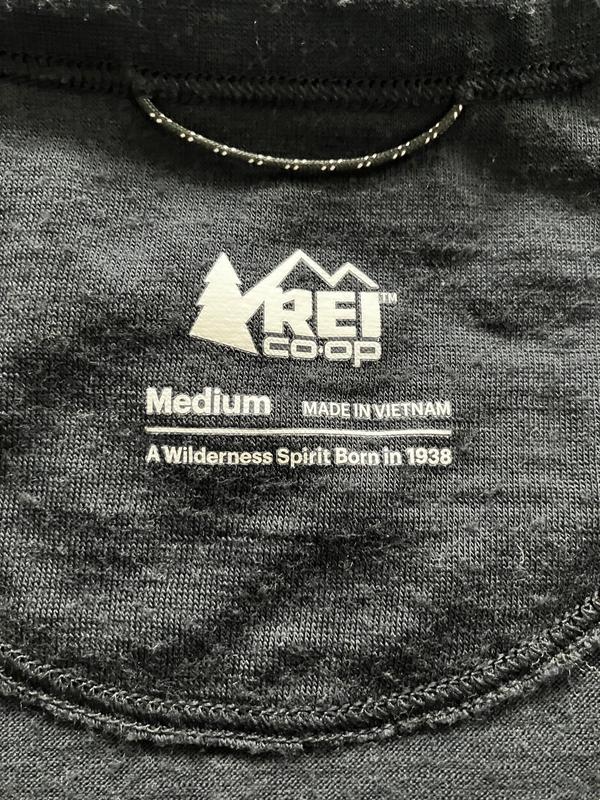 REI™
co·op
Medium MADE IN VIETNAM
A Wilderness Spirit Born in 1938